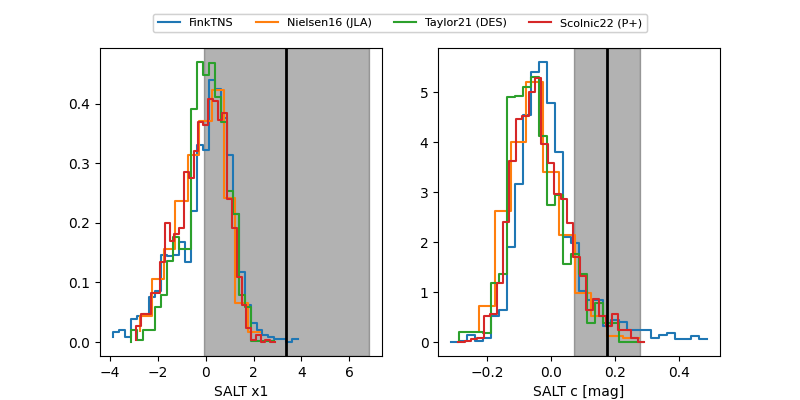 FinkTNS Nielsen16 (JLA) Taylor21 (DES) Scolnic22 (P+)
0.4
0.3
0.2
0.1
0.0
−4 −2 0 2 4 6
SALT x1
5
4
3
2
1
0
−0.2 0.0 0.2 0.4
SALT c [mag]